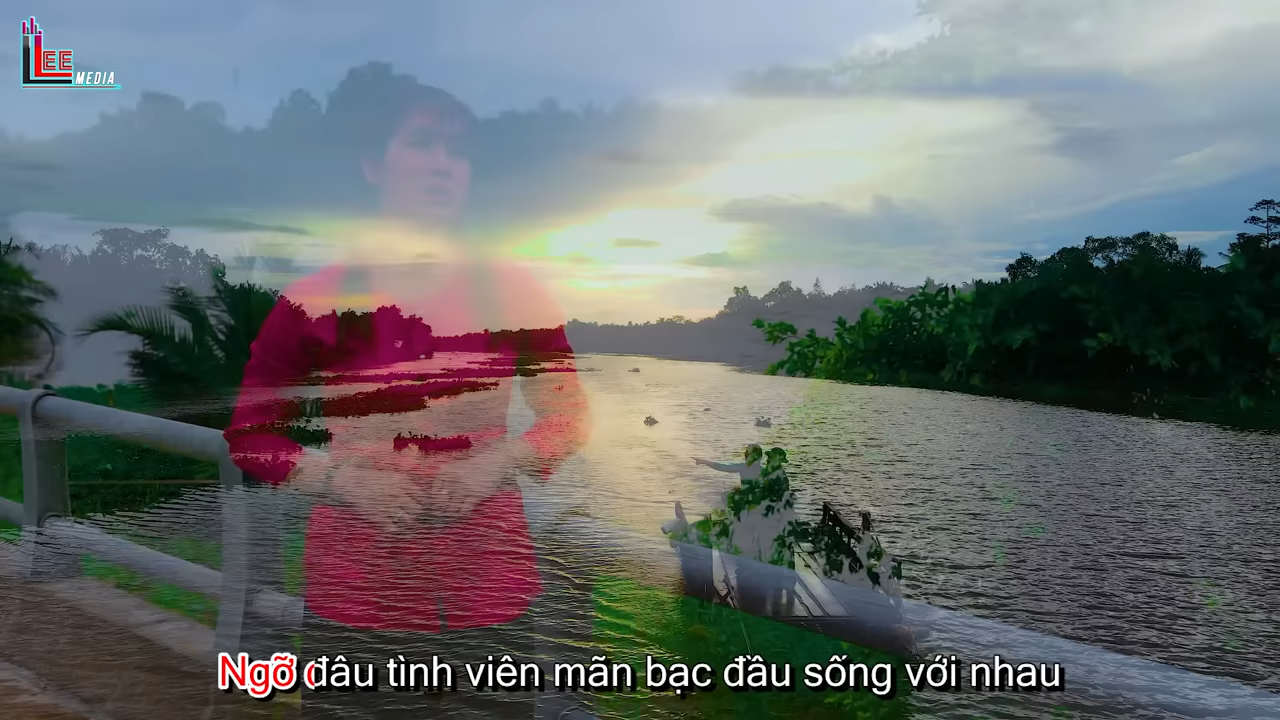 LEE
MEDIA
Ngỡ đâu tình viên mãn bạc đầu sống với nhau